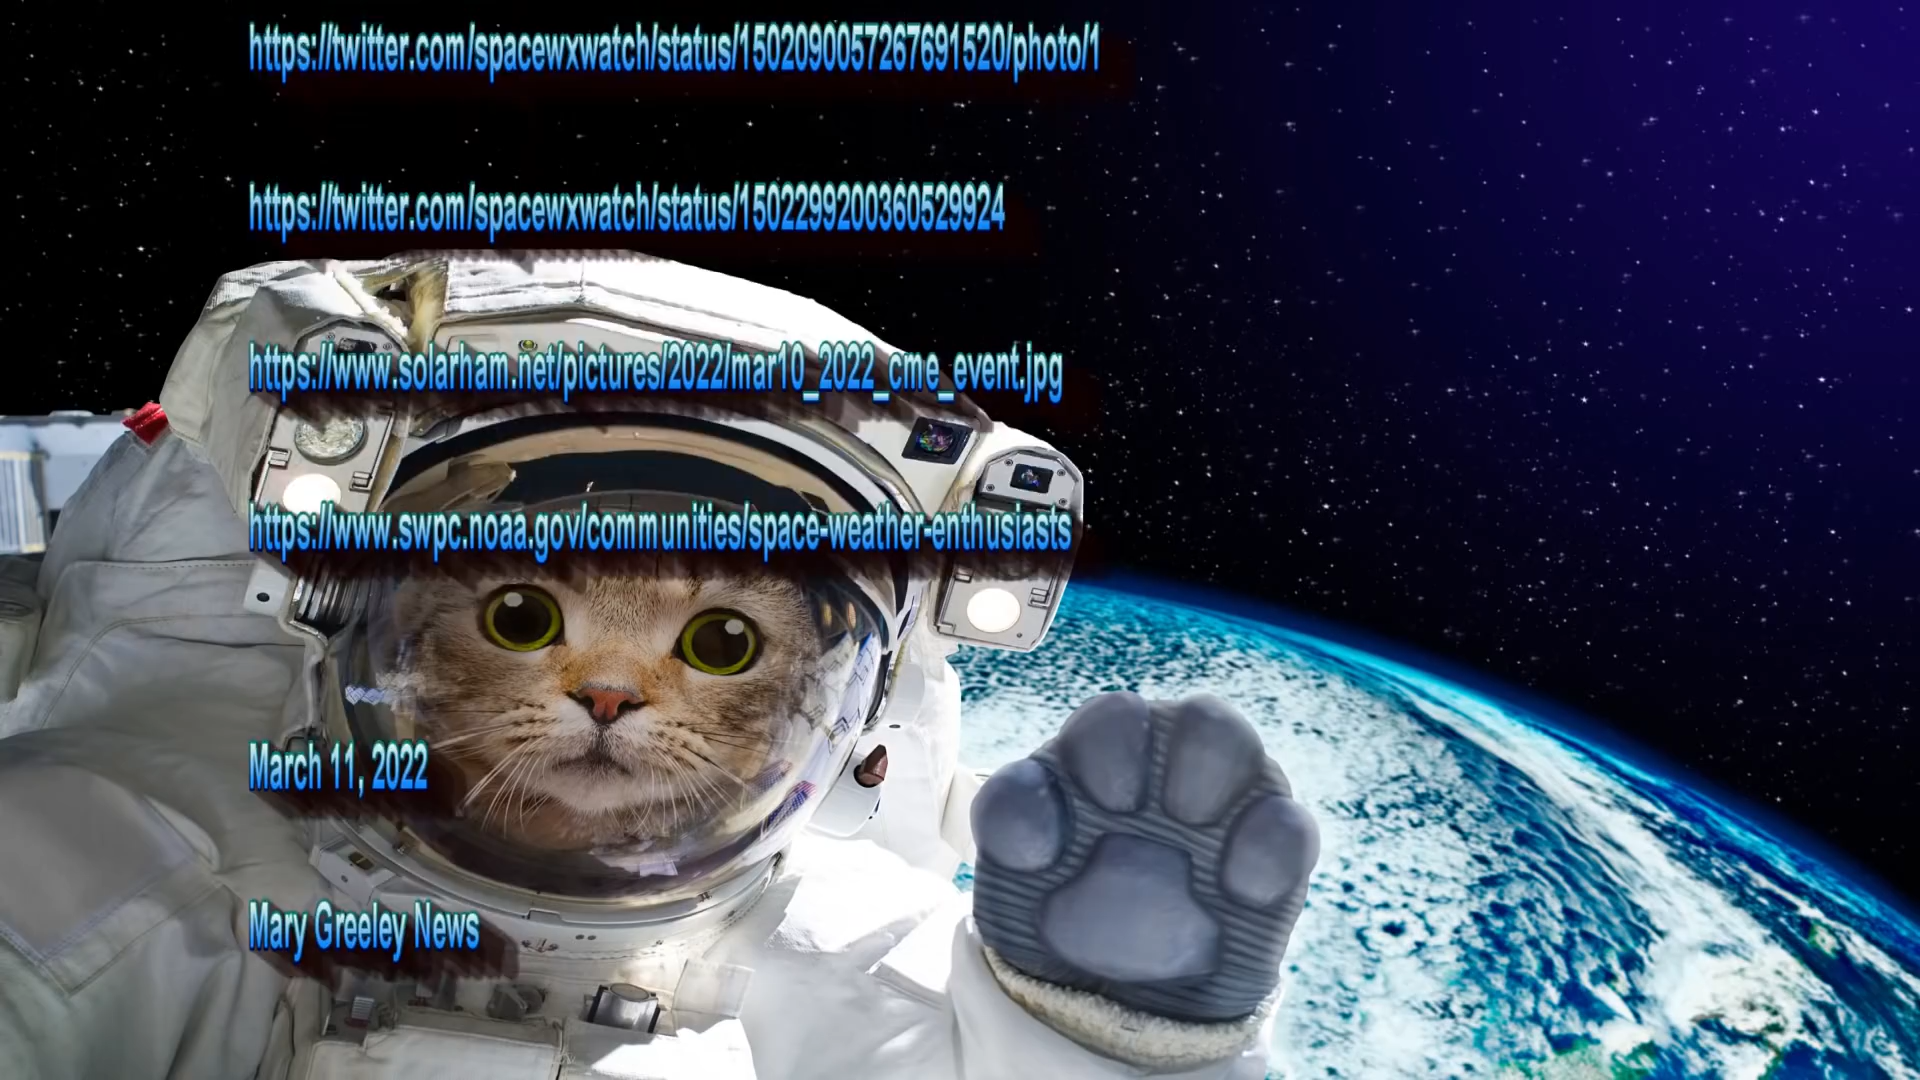 https://twitter.com/spacewxwatch/status/1502090057267691520/photo/1
https://twitter.com/spacewxwatch/status/1502299200360529924
https://www.solarham.net/pictures/2022/mar10_2022_cme_event.jpg
https://www.swpc.noaa.gov/communities/space-weather-enthusiasts
March 11, 2022
Mary Greeley News